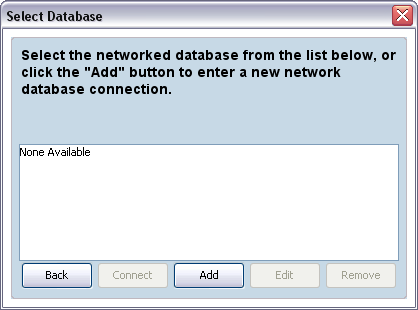 Select Database
Select the networked database from the list below, or
click the "Add" button to enter a new network
database connection.
None Available
Back Connect Add Edit Remove